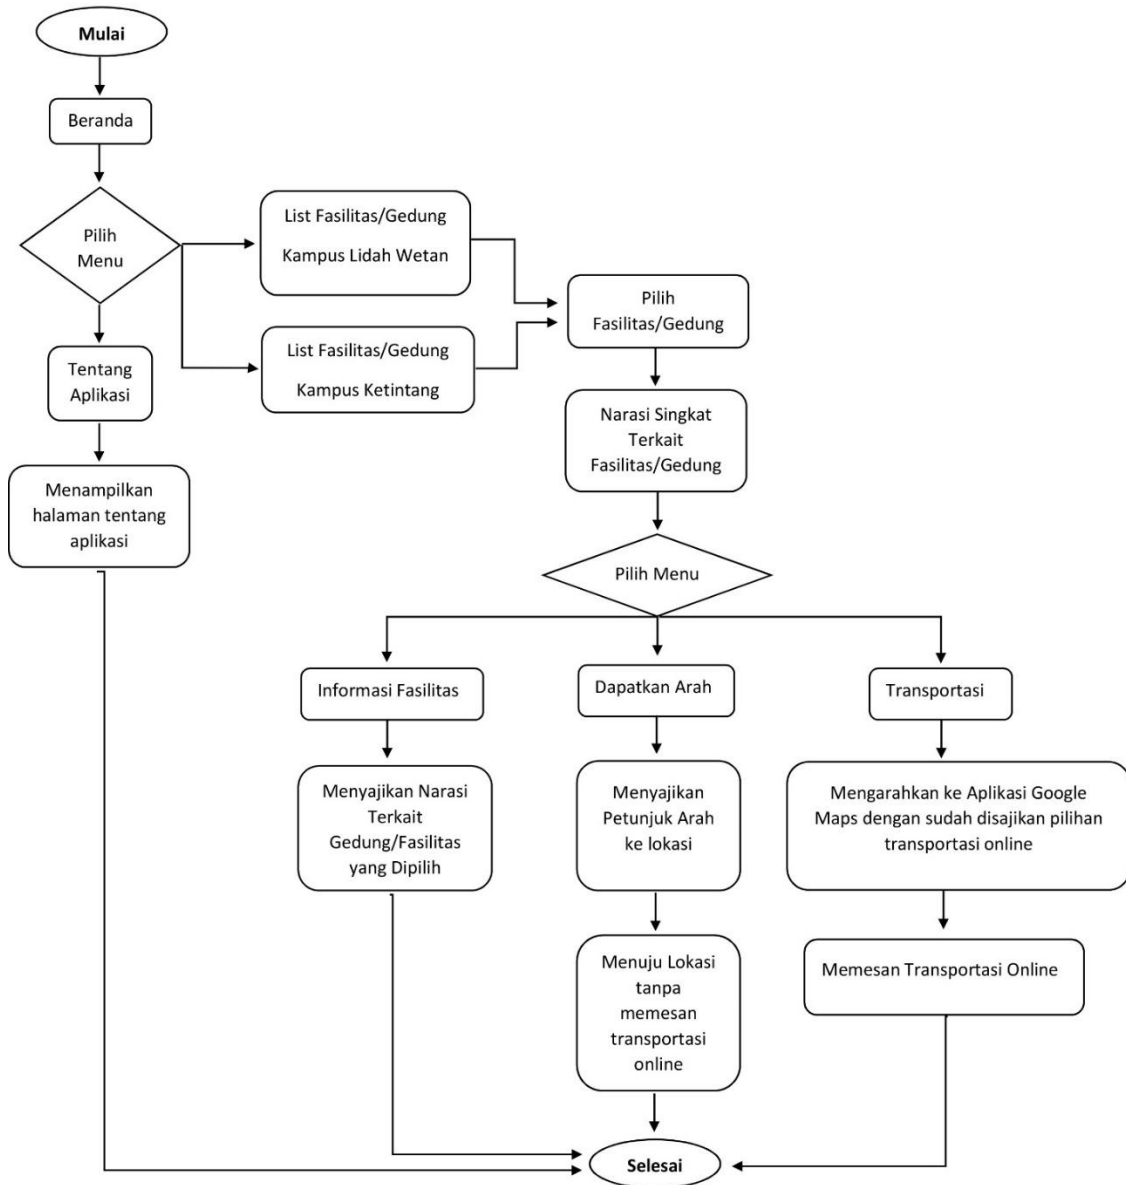 Mulai
Beranda
Pilih
Menu
List Fasilitas/Gedung
Kampus Lidah Wetan
List Fasilitas/Gedung
Kampus Ketintang
Pilih
Fasilitas/Gedung
Tentang
Aplikasi
Narasi Singkat
Terkait
Fasilitas/Gedung
Menampilkan
halaman tentang
aplikasi
Pilih Menu
Informasi Fasilitas
Dapatkan Arah
Transportasi
Menyajikan Narasi
Terkait
Gedung/Fasilitas
yang Dipilih
Menyajikan
Petunjuk Arah
ke lokasi
Mengarahkan ke Aplikasi Google
Maps dengan sudah disajikan pilihan
transportasi online
Menuju Lokasi
tanpa
memesan
transportasi
online
Memesan Transportasi Online
Selesai